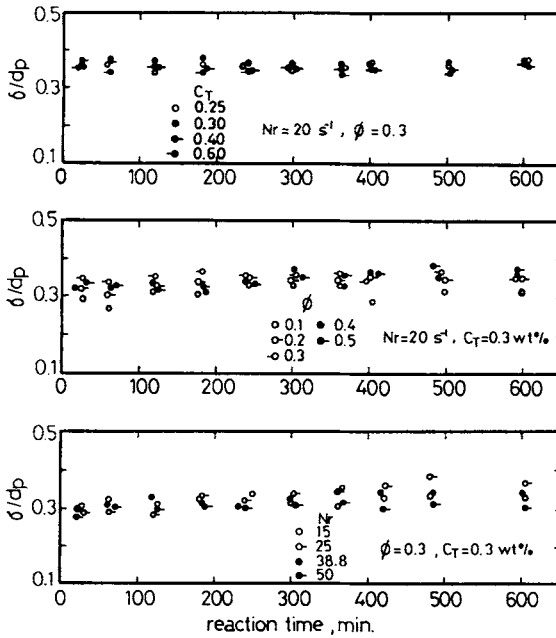 0.5
0.3
0.1
δ/dp
C_T
0.25
0.30
0.40
0.60
Nr = 20 s⁻¹ , ϕ = 0.3
0 100 200 300 400 500 600
0.5
0.3
0.1
δ/dp
ϕ
0.1 0.4
0.2 0.5
0.3
Nr=20 s⁻¹ , C_T=0.3 wt%
0 100 200 300 400 500 600
0.5
0.3
0.1
δ/dp
Nr
15
25
38.8
50
ϕ=0.3 , C_T=0.3 wt%
0 100 200 300 400 500 600
reaction time , min.